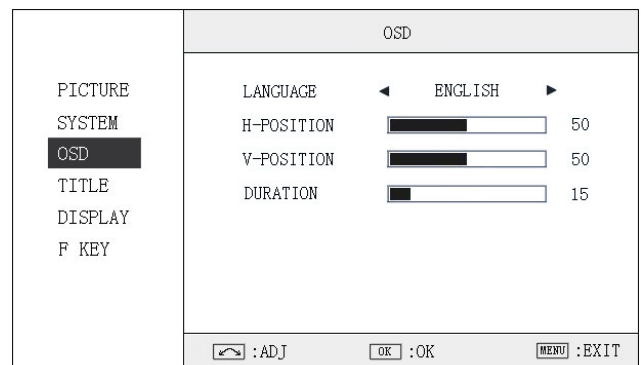 OSD
PICTURE
SYSTEM
OSD
TITLE
DISPLAY
F KEY
LANGUAGE ◀ ENGLISH ▶
H-POSITION 50
V-POSITION 50
DURATION 15
:ADJ OK :OK MENU :EXIT